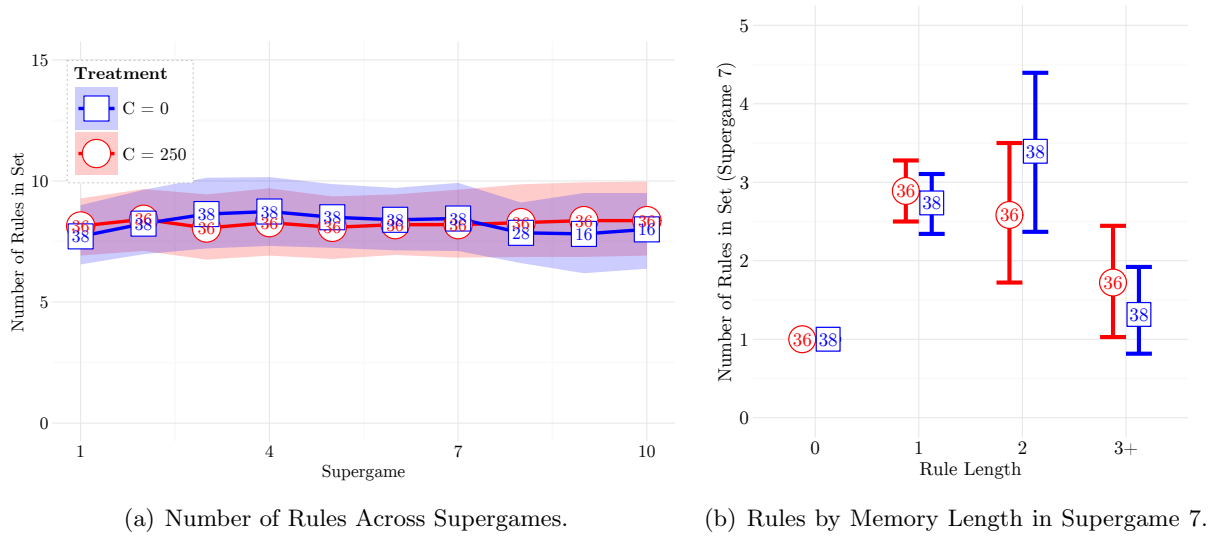 Number of Rules in Set
15
10
5
0
Treatment
C = 0
C = 250
36 36 36 36 36 36 36 36 36 36
38 38 38 38 38 38 38 28 16 16
1 4 7 10
Supergame
(a) Number of Rules Across Supergames.
Number of Rules in Set (Supergame 7)
5
4
3
2
1
0
36 36 36 36
38 38 38 38
0 1 2 3+
Rule Length
(b) Rules by Memory Length in Supergame 7.